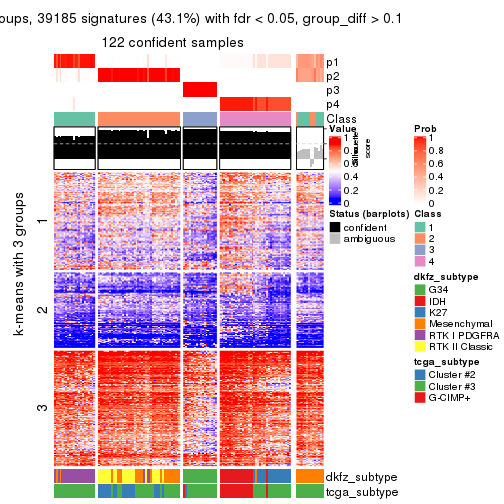 oups, 39185 signatures (43.1%) with fdr < 0.05, group_diff > 0.1
122 confident samples
p1
p2
p3
p4
Class
Silhouette
score
k-means with 3 groups
1
2
3
dkfz_subtype
tcga_subtype
Value
1
0.8
0.6
0.4
0.2
0
Prob
1
0.8
0.6
0.4
0.2
0
Status (barplots)
confident
ambiguous
Class
1
2
3
4
dkfz_subtype
G34
IDH
K27
Mesenchymal
RTK I PDGFRA
RTK II Classic
tcga_subtype
Cluster #2
Cluster #3
G-CIMP+